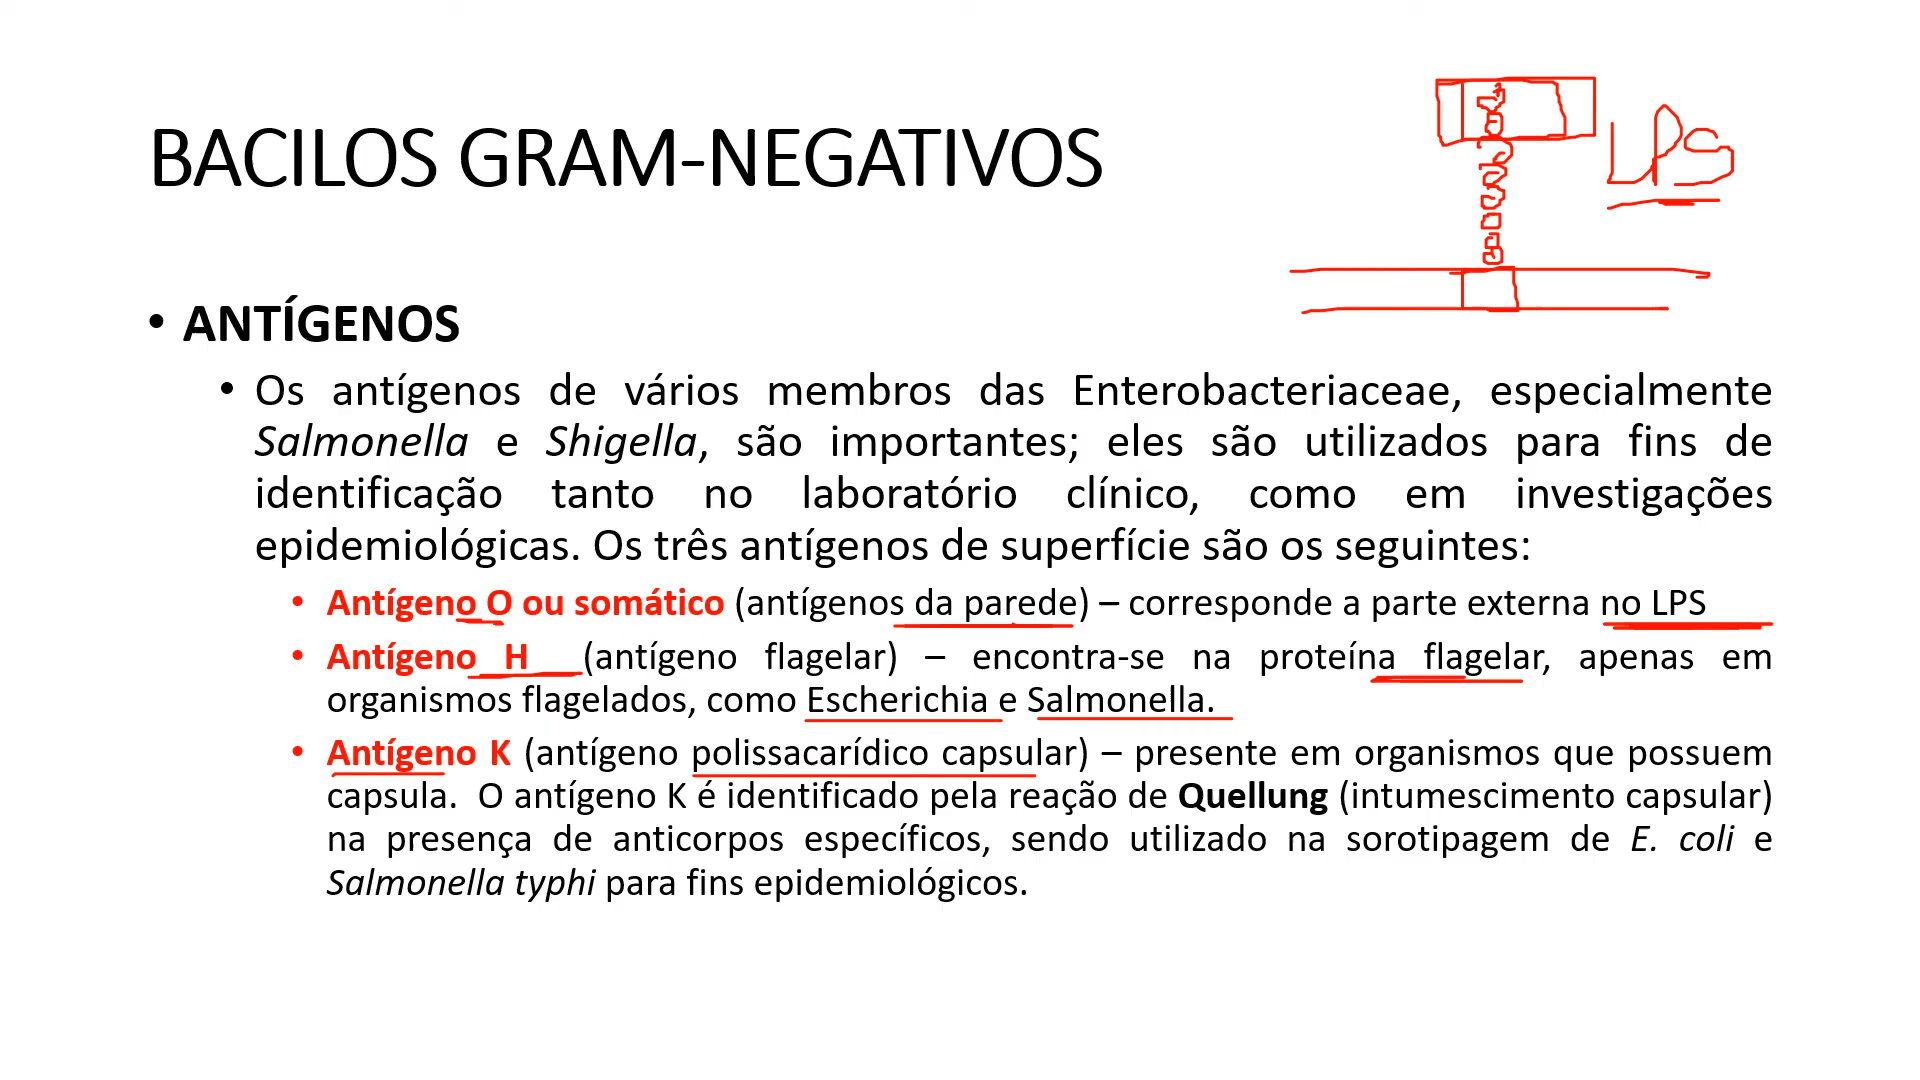 BACILOS GRAM-NEGATIVOS
LPS
• ANTÍGENOS
• Os antígenos de vários membros das Enterobacteriaceae, especialmente
Salmonella e Shigella, são importantes; eles são utilizados para fins de
identificação tanto no laboratório clínico, como em investigações
epidemiológicas. Os três antígenos de superfície são os seguintes:
• Antígeno O ou somático (antígenos da parede) – corresponde a parte externa no LPS
• Antígeno H (antígeno flagelar) – encontra-se na proteína flagelar, apenas em
organismos flagelados, como Escherichia e Salmonella.
• Antígeno K (antígeno polissacarídico capsular) – presente em organismos que possuem
capsula. O antígeno K é identificado pela reação de Quellung (intumescimento capsular)
na presença de anticorpos específicos, sendo utilizado na sorotipagem de E. coli e
Salmonella typhi para fins epidemiológicos.